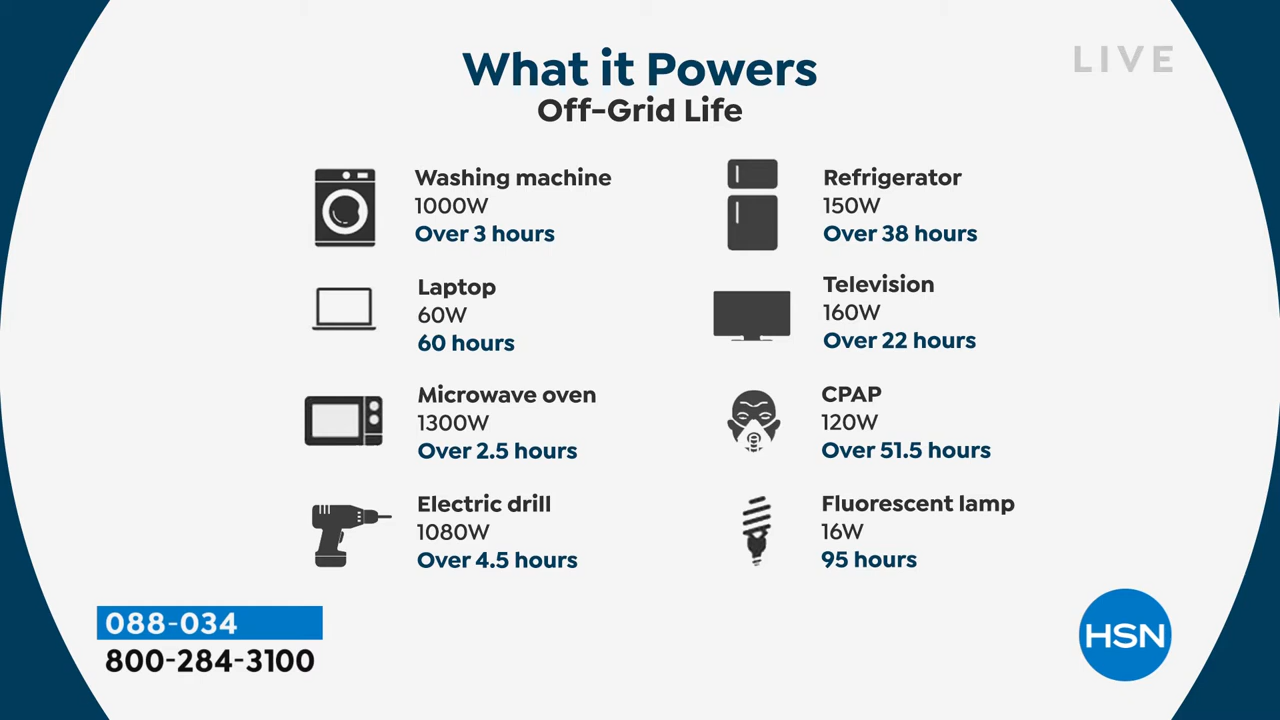 What it Powers
Off-Grid Life
LIVE
Washing machine
1000W
Over 3 hours
Refrigerator
150W
Over 38 hours
Laptop
60W
60 hours
Television
160W
Over 22 hours
Microwave oven
1300W
Over 2.5 hours
CPAP
120W
Over 51.5 hours
Electric drill
1080W
Over 4.5 hours
Fluorescent lamp
16W
95 hours
088-034
800-284-3100
HSN